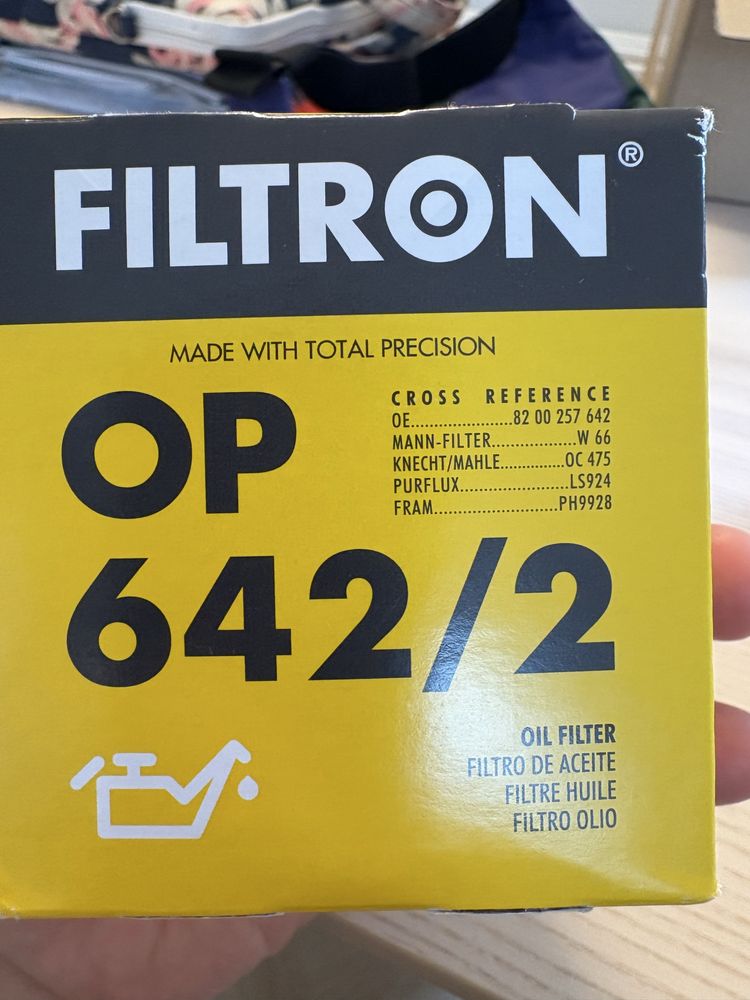 FILTRON®
MADE WITH TOTAL PRECISION
OP
642/2
CROSS REFERENCE
OE......................82 00 257 642
MANN-FILTER..................W 66
KNECHT/MAHLE..............OC 475
PURFLUX.......................LS924
FRAM..........................PH9928
OIL FILTER
FILTRO DE ACEITE
FILTRE HUILE
FILTRO OLIO